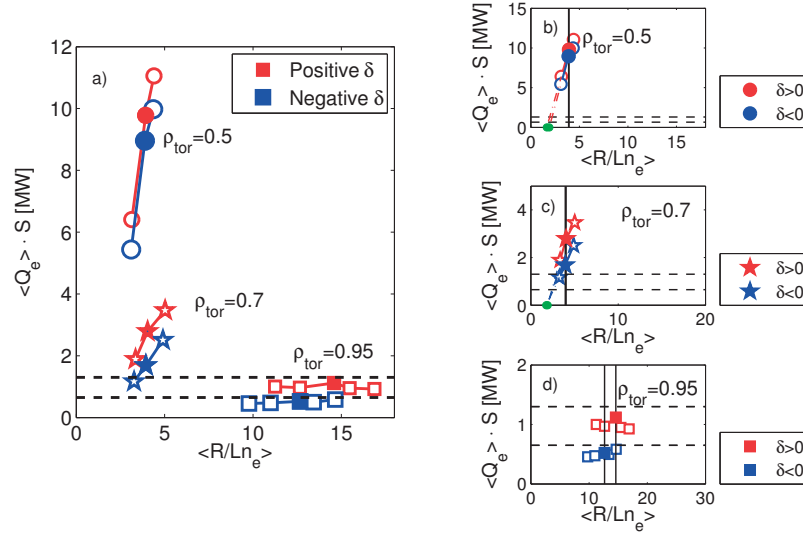 a)
Positive δ
Negative δ
ρtor=0.5
ρtor=0.7
ρtor=0.95
12
10
8
6
4
2
0
0
5
10
15
<Qe> · S [MW]
<R/Lne>
b)
ρtor=0.5
15
10
5
0
0
5
10
15
<Qe> · S [MW]
<R/Lne>
δ>0
δ<0
c)
ρtor=0.7
4
2
0
0
5
10
15
20
<Qe> · S [MW]
<R/Lne>
δ>0
δ<0
d)
ρtor=0.95
2
1
0
0
10
20
30
<Qe> · S [MW]
<R/Lne>
δ>0
δ<0